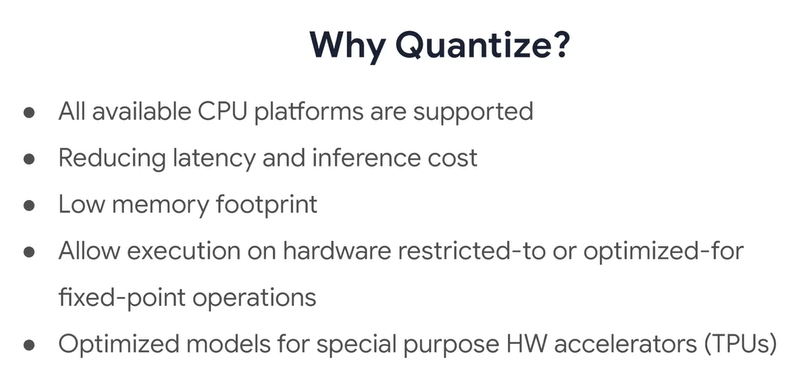 Why Quantize?
● All available CPU platforms are supported
● Reducing latency and inference cost
● Low memory footprint
● Allow execution on hardware restricted-to or optimized-for
fixed-point operations
● Optimized models for special purpose HW accelerators (TPUs)